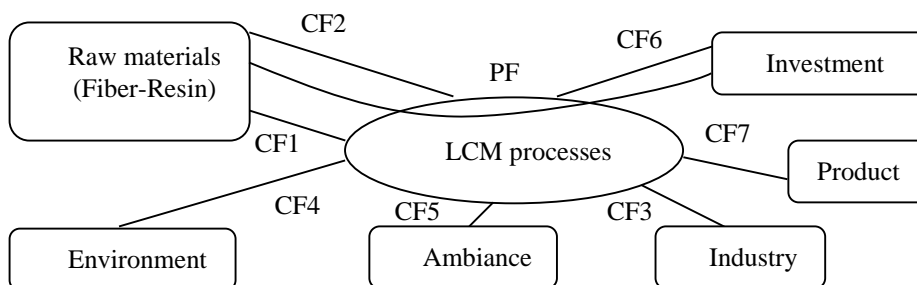 CF2
CF6
Raw materials
(Fiber-Resin)
PF
Investment
CF1
CF7
LCM processes
Product
CF4
CF5
CF3
Environment
Ambiance
Industry